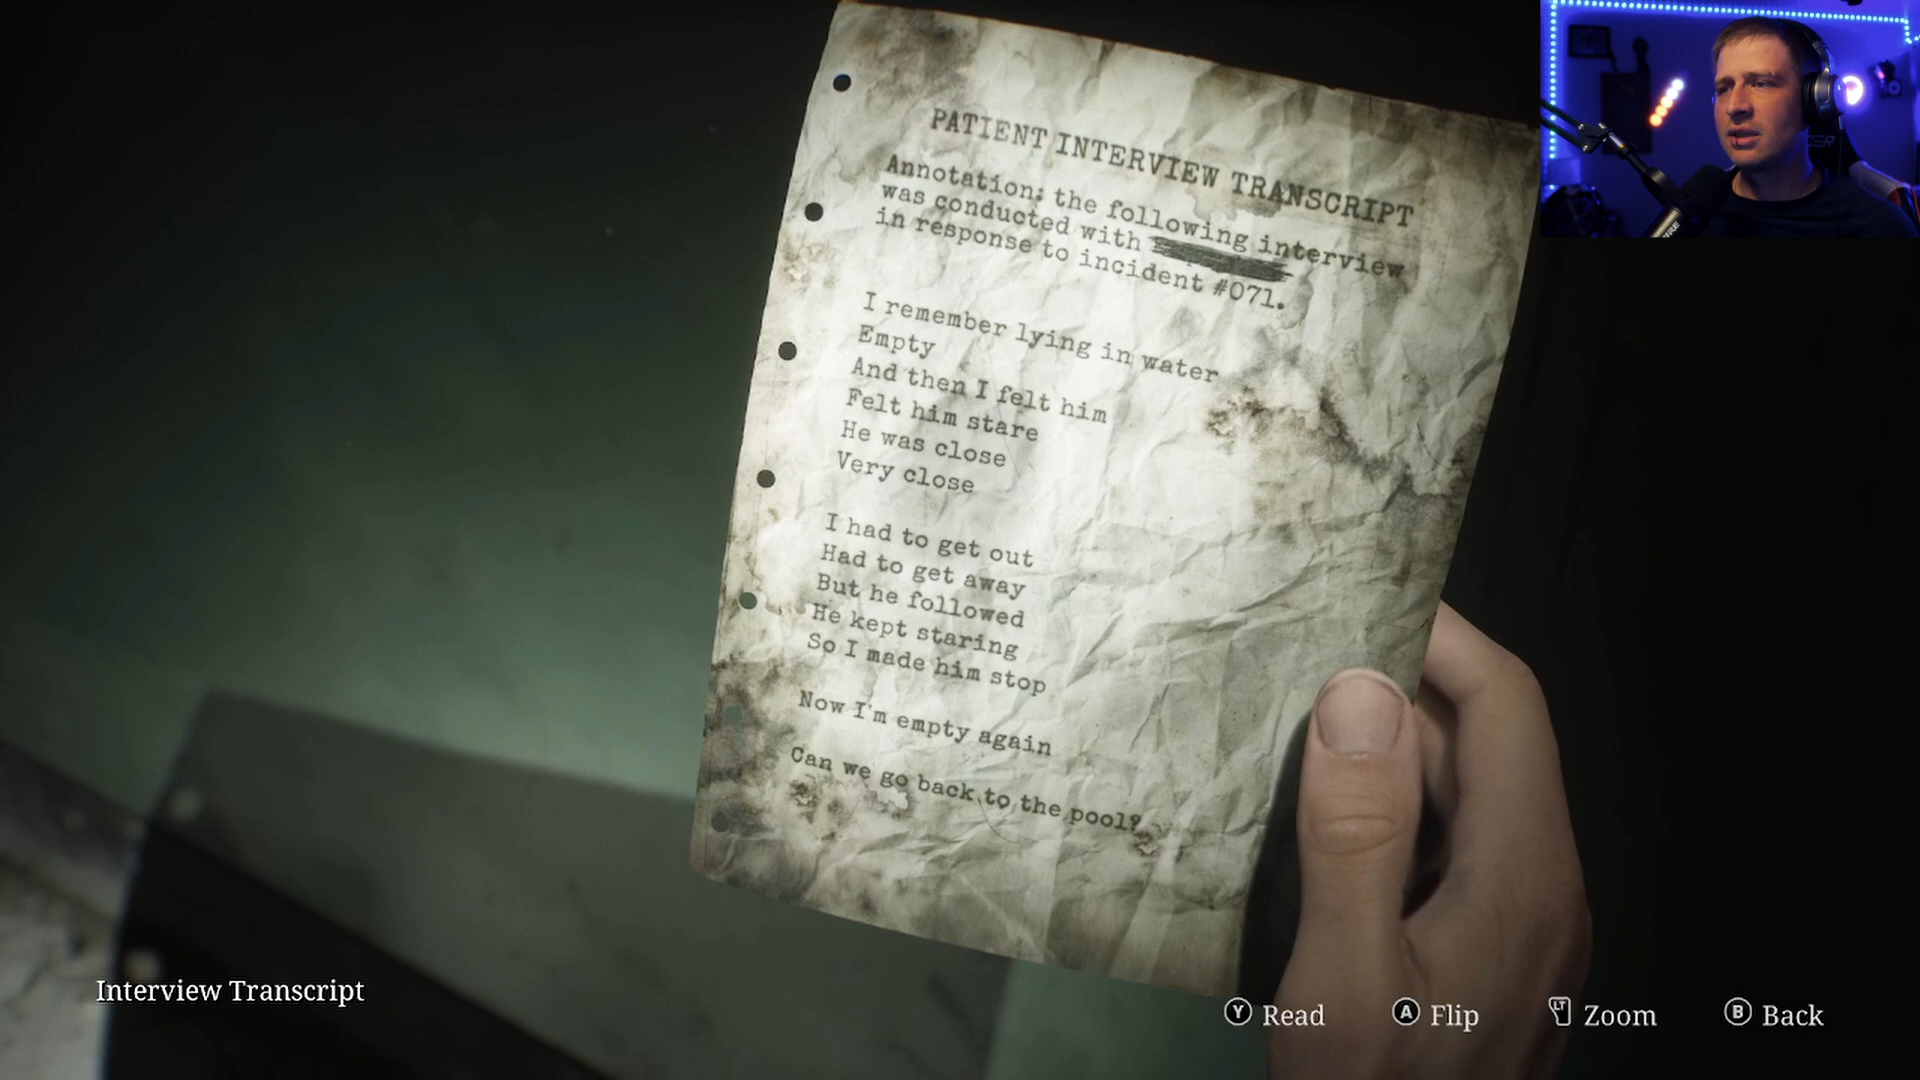 PATIENT INTERVIEW TRANSCRIPT
Annotation: the following interview
was conducted with
in response to incident #071.
I remember lying in water
Empty
And then I felt him
Felt him stare
He was close
Very close
I had to get out
Had to get away
But he followed
He kept staring
So I made him stop
Now I'm empty again
Can we go back to the pool?
Interview Transcript
Y Read
A Flip
LT Zoom
B Back